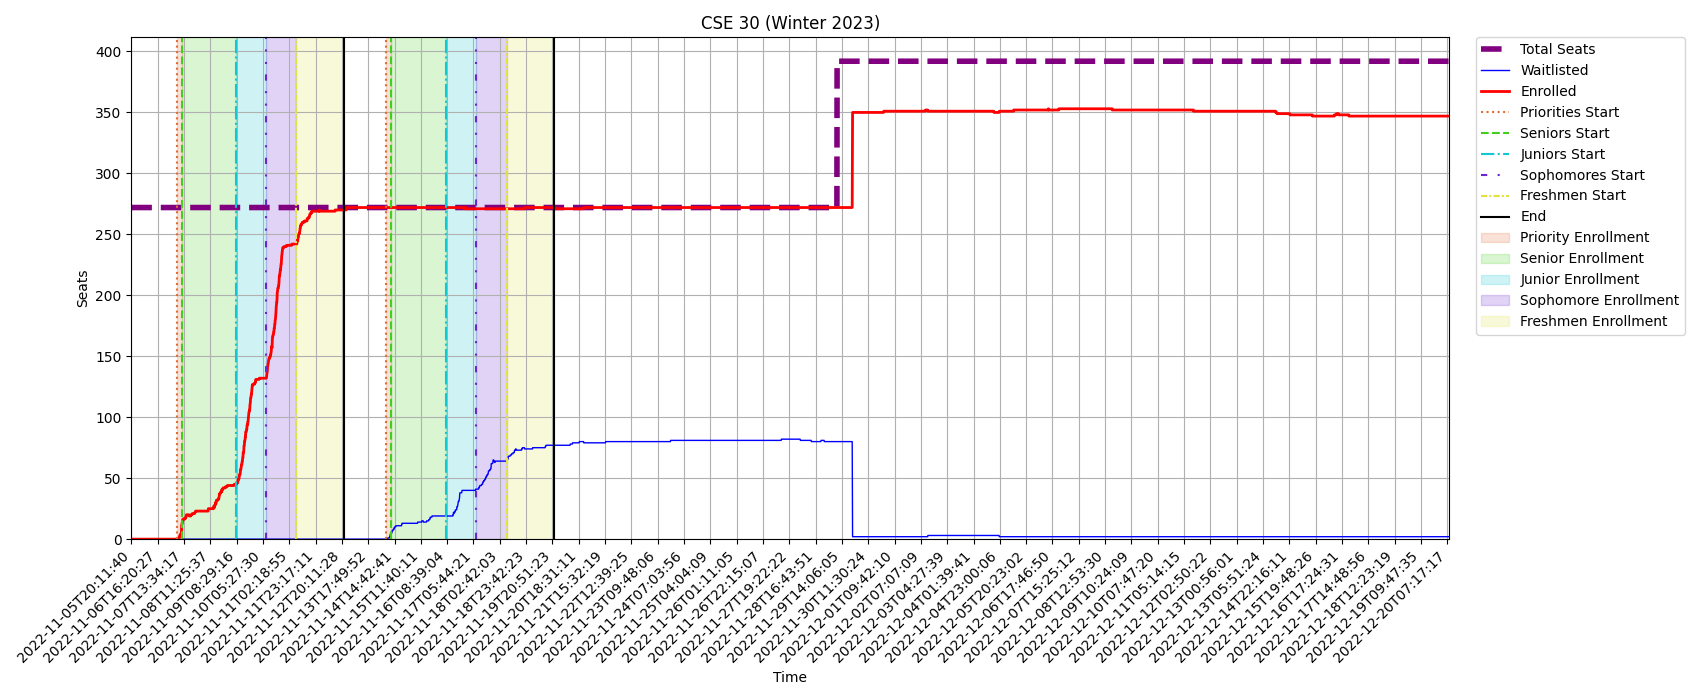 CSE 30 (Winter 2023)
400
350
300
250
200
150
100
50
0
Seats
2022-11-05T20:11:40
2022-11-06T16:20:27
2022-11-07T13:34:17
2022-11-08T11:25:37
2022-11-09T08:29:16
2022-11-10T05:27:30
2022-11-11T02:18:55
2022-11-11T23:17:11
2022-11-12T20:11:28
2022-11-13T17:49:52
2022-11-14T14:42:41
2022-11-15T11:40:11
2022-11-16T08:39:04
2022-11-17T05:44:21
2022-11-18T02:42:03
2022-11-18T23:42:23
2022-11-19T20:51:23
2022-11-20T18:31:11
2022-11-21T15:32:19
2022-11-22T12:39:25
2022-11-23T09:48:06
2022-11-24T07:03:56
2022-11-25T04:04:09
2022-11-26T01:11:05
2022-11-26T22:15:07
2022-11-27T19:22:22
2022-11-28T16:43:51
2022-11-29T14:06:05
2022-11-30T11:30:24
2022-12-01T09:42:10
2022-12-02T07:07:09
2022-12-03T04:27:39
2022-12-04T01:39:41
2022-12-04T23:00:06
2022-12-05T20:23:02
2022-12-06T17:46:50
2022-12-07T15:25:12
2022-12-08T12:53:30
2022-12-09T10:24:09
2022-12-10T07:47:20
2022-12-11T05:14:15
2022-12-12T02:50:22
2022-12-13T00:56:01
2022-12-13T23:51:24
2022-12-14T22:16:11
2022-12-15T19:48:26
2022-12-16T17:24:31
2022-12-17T14:48:56
2022-12-18T12:23:19
2022-12-19T09:47:35
2022-12-20T07:17:17
Time
Total Seats
Waitlisted
Enrolled
Priorities Start
Seniors Start
Juniors Start
Sophomores Start
Freshmen Start
End
Priority Enrollment
Senior Enrollment
Junior Enrollment
Sophomore Enrollment
Freshmen Enrollment